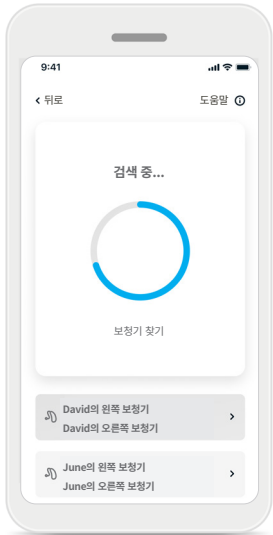 9:41
뒤로
도움말
검색 중...
보청기 찾기
David의 왼쪽 보청기
David의 오른쪽 보청기
June의 왼쪽 보청기
June의 오른쪽 보청기